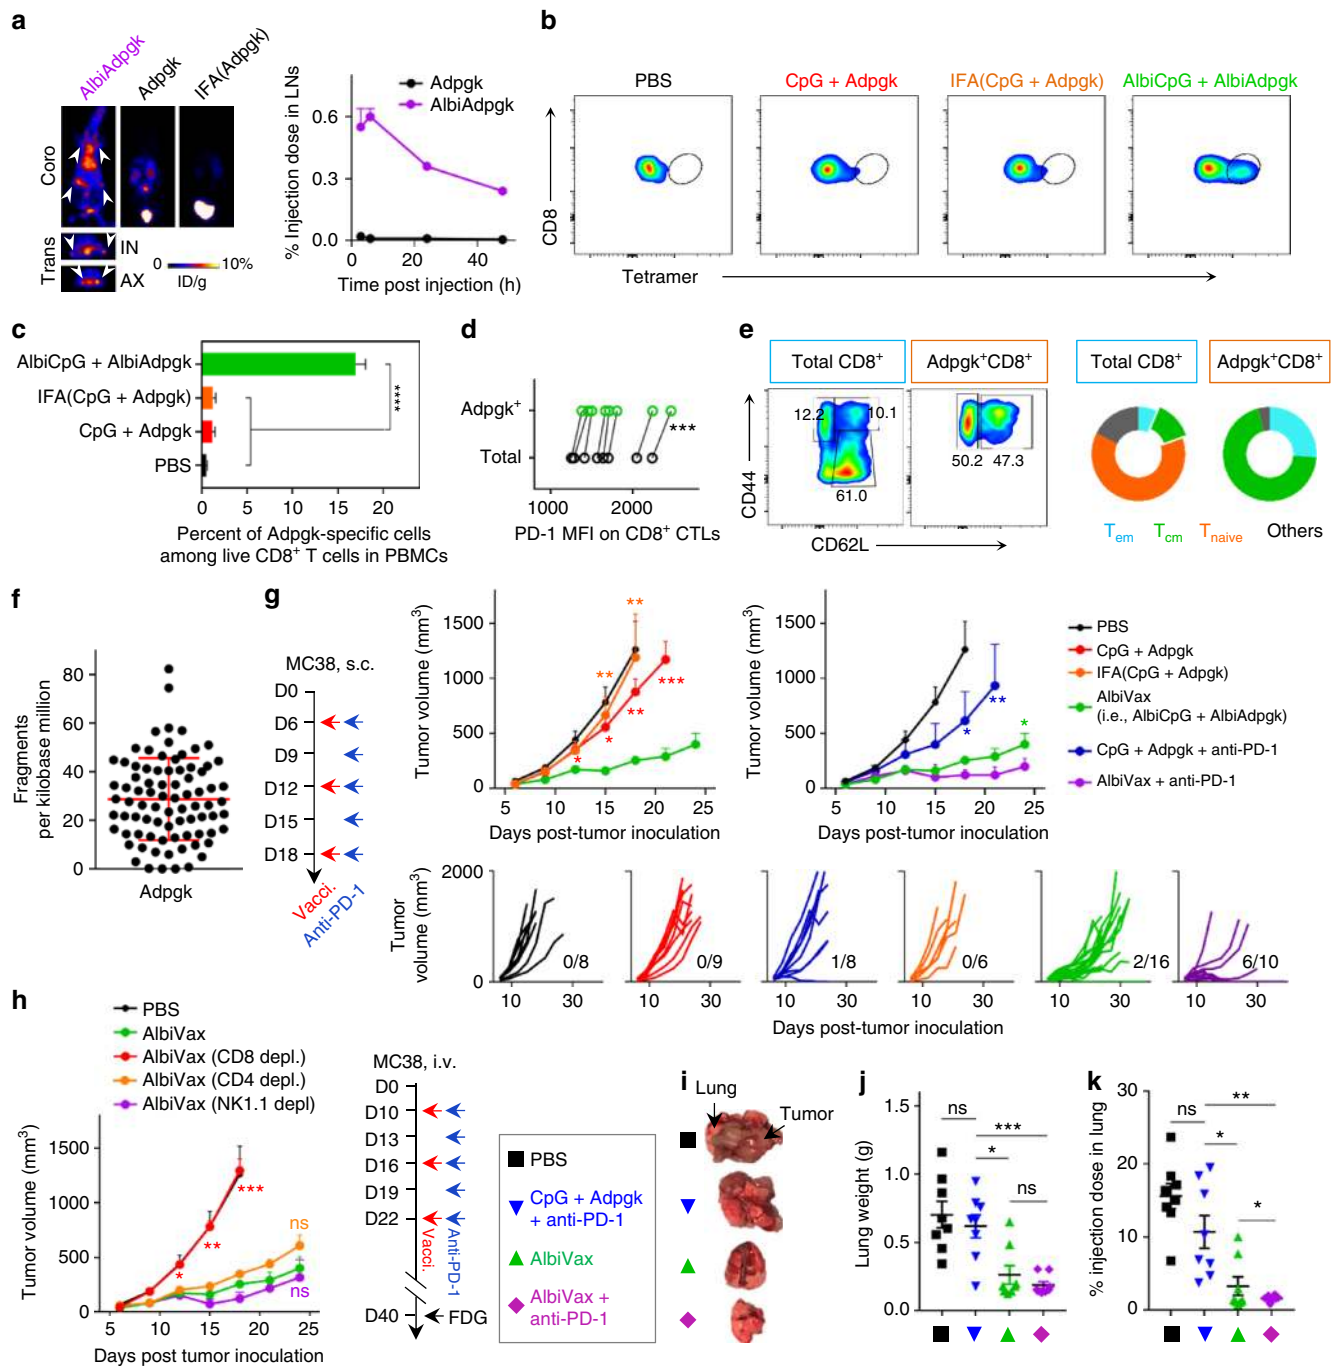 a
AlbiAdpgk
Adpgk
IFA(Adpgk)
Coro
Trans
IN
AX
0
10%
ID/g
% Injection dose in LNs
0.6
0.3
0.0
Adpgk
AlbiAdpgk
0
20
40
Time post injection (h)
b
PBS
CpG + Adpgk
IFA(CpG + Adpgk)
AlbiCpG + AlbiAdpgk
CD8
Tetramer
c
AlbiCpG + AlbiAdpgk
IFA(CpG + Adpgk)
CpG + Adpgk
PBS
****
0 5 10 15 20
Percent of Adpgk-specific cells
among live CD8+ T cells in PBMCs
d
Adpgk+
Total
***
1000
2000
PD-1 MFI on CD8+ CTLs
e
Total CD8+
Adpgk+CD8+
12.2
10.1
61.0
50.2
47.3
CD44
CD62L
Total CD8+
Adpgk+CD8+
Tem
Tcm
Tnaive
Others
f
Fragments
per kilobase million
80
60
40
20
0
Adpgk
g
MC38, s.c.
D0
D6
D9
D12
D15
D18
Vacci.
Anti-PD-1
Tumor volume (mm3)
1500
1000
500
0
**
**
***
**
*
*
5 10 15 20 25
Days post-tumor inoculation
Tumor volume (mm3)
1500
1000
500
0
**
*
*
5 10 15 20 25
Days post-tumor inoculation
PBS
CpG + Adpgk
IFA(CpG + Adpgk)
AlbiVax
(i.e., AlbiCpG + AlbiAdpgk)
CpG + Adpgk + anti-PD-1
AlbiVax + anti-PD-1
Tumor
volume (mm3)
2000
0
0/8
0/9
1/8
0/6
2/16
6/10
10 30
10 30
10 30
10 30
10 30
10 30
Days post-tumor inoculation
h
PBS
AlbiVax
AlbiVax (CD8 depl.)
AlbiVax (CD4 depl.)
AlbiVax (NK1.1 depl)
Tumor volume (mm3)
1500
1000
500
0
***
**
*
ns
ns
5 10 15 20 25
Days post tumor inoculation
MC38, i.v.
D0
D10
D13
D16
D19
D22
D40
Vacci.
Anti-PD-1
FDG
PBS
CpG + Adpgk
+ anti-PD-1
AlbiVax
AlbiVax +
anti-PD-1
i
Lung
Tumor
j
Lung weight (g)
1.5
1.0
0.5
0.0
ns
***
*
ns
k
% injection dose in lung
30
20
10
0
ns
**
*
*